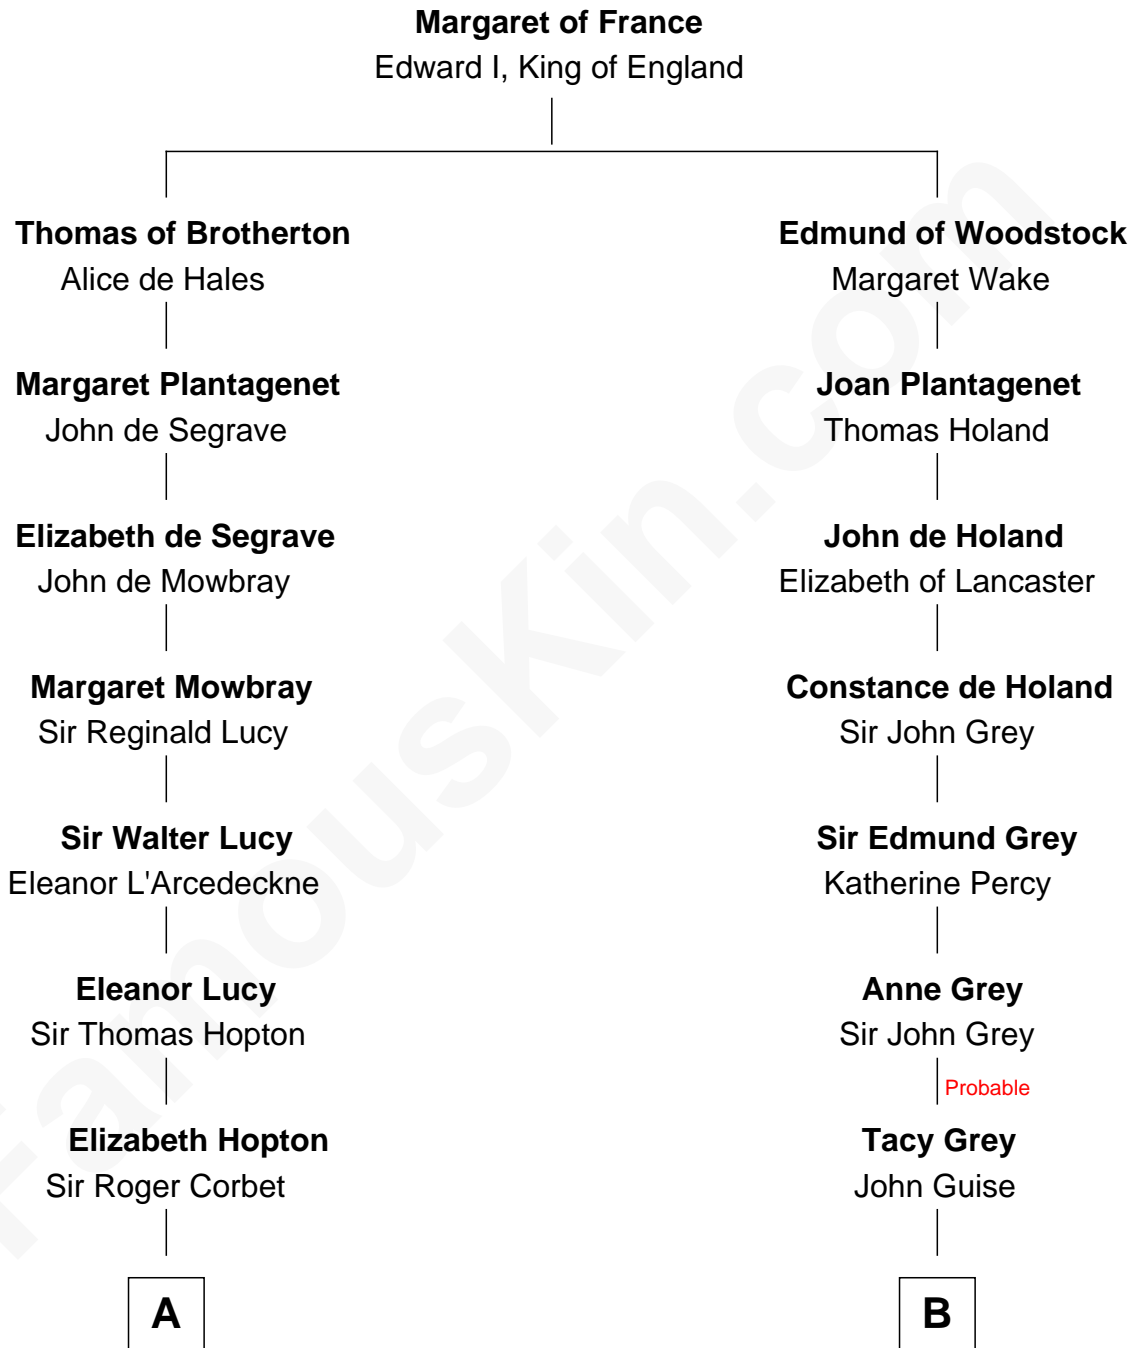 Margaret of France
Edward I, King of England
Thomas of Brotherton
Alice de Hales
Margaret Plantagenet
John de Segrave
Elizabeth de Segrave
John de Mowbray
Margaret Mowbray
Sir Reginald Lucy
Sir Walter Lucy
Eleanor L'Arcedeckne
Eleanor Lucy
Sir Thomas Hopton
Elizabeth Hopton
Sir Roger Corbet
A
Edmund of Woodstock
Margaret Wake
Joan Plantagenet
Thomas Holand
John de Holand
Elizabeth of Lancaster
Constance de Holand
Sir John Grey
Sir Edmund Grey
Katherine Percy
Anne Grey
Sir John Grey
Probable
Tacy Grey
John Guise
B
FamousKin.com